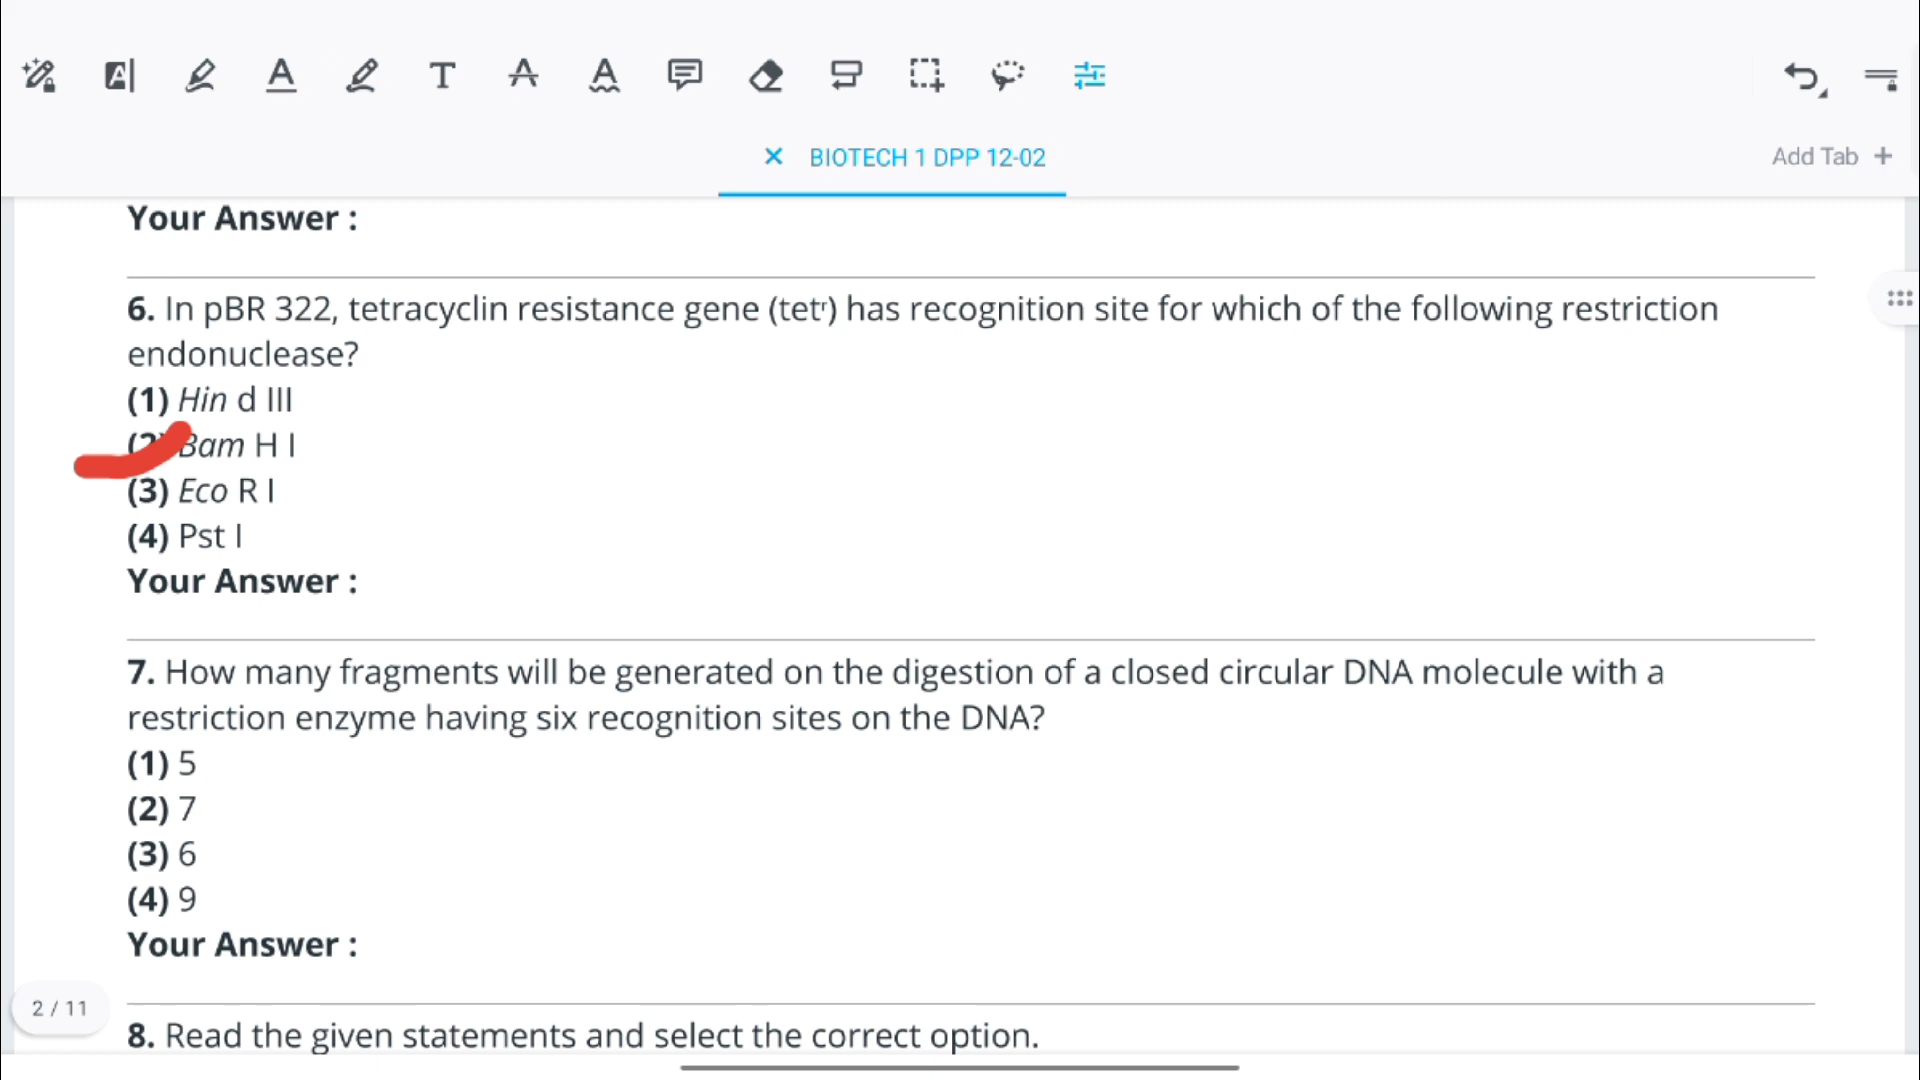 BIOTECH 1 DPP 12-02
Add Tab +
Your Answer :
6. In pBR 322, tetracyclin resistance gene (tetʳ) has recognition site for which of the following restriction
endonuclease?
(1) Hin d III
(2) Bam H I
(3) Eco R I
(4) Pst I
Your Answer :
7. How many fragments will be generated on the digestion of a closed circular DNA molecule with a
restriction enzyme having six recognition sites on the DNA?
(1) 5
(2) 7
(3) 6
(4) 9
Your Answer :
2 / 11
8. Read the given statements and select the correct option.